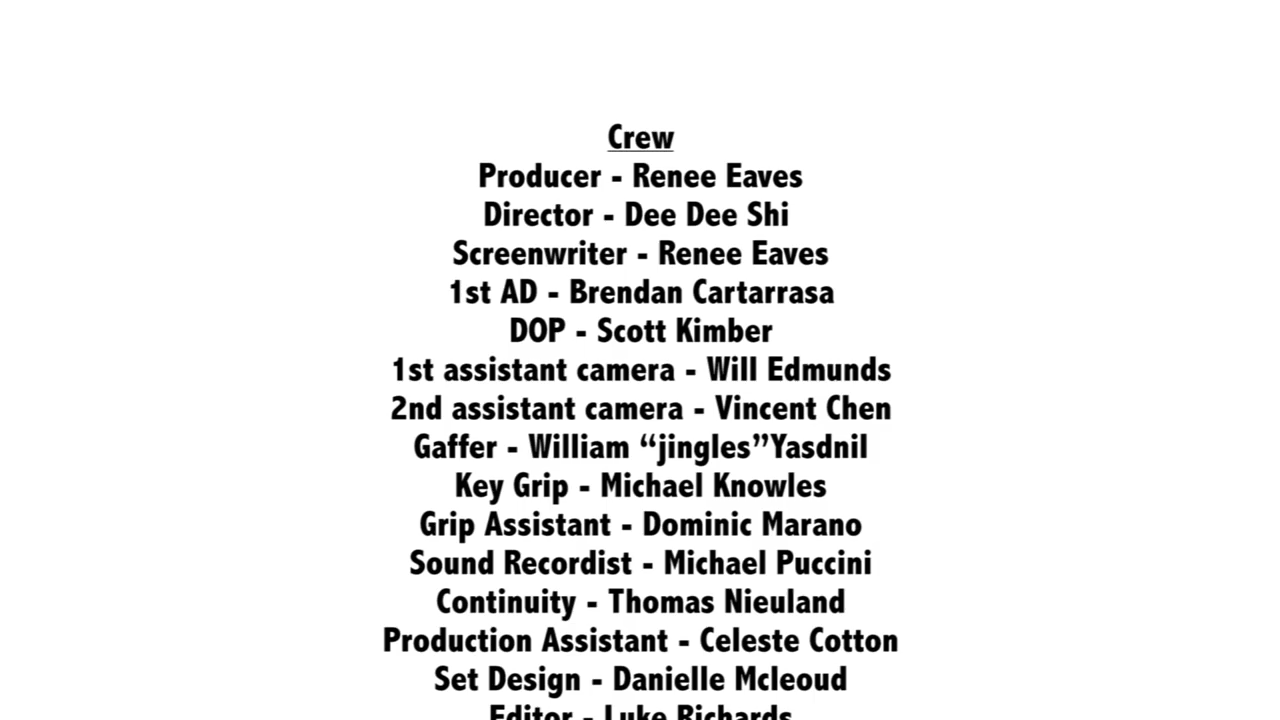 Crew
Producer - Renee Eaves
Director - Dee Dee Shi
Screenwriter - Renee Eaves
1st AD - Brendan Cartarrasa
DOP - Scott Kimber
1st assistant camera - Will Edmunds
2nd assistant camera - Vincent Chen
Gaffer - William “jingles”Yasdnil
Key Grip - Michael Knowles
Grip Assistant - Dominic Marano
Sound Recordist - Michael Puccini
Continuity - Thomas Nieuland
Production Assistant - Celeste Cotton
Set Design - Danielle Mcleoud
Editor - Luke Richards